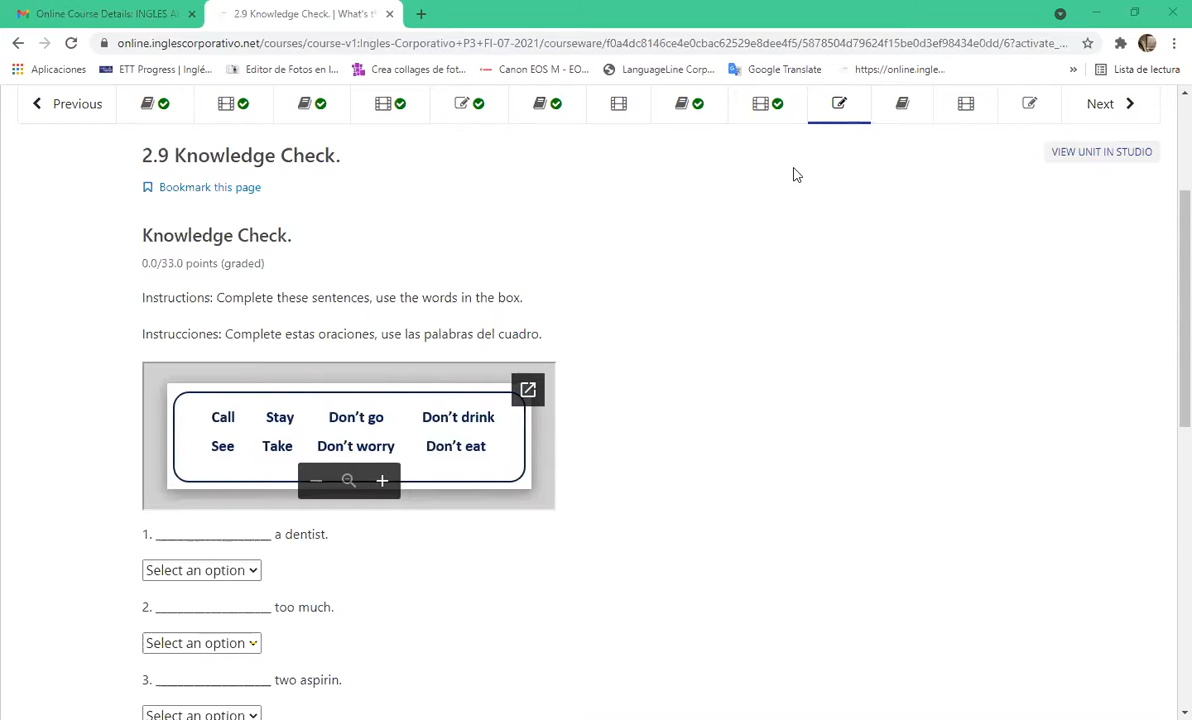 Online Course Details: INGLES A
2.9 Knowledge Check. | What's t
online.inglescorporativo.net/courses/course-v1:Ingles-Corporativo+P3+FI-07-2021/courseware/f0a4dc8146ce4e0cbac62529e8dee4f5/5878504d79624f15be0d3ef98434e0dd/6?activate_...
Aplicaciones
ETT Progress | Inglé...
Editor de Fotos en l...
Crea collages de fot...
Canon EOS M - EO...
LanguageLine Corp...
Google Translate
https://online.ingle...
»
Lista de lectura
Previous
Next
2.9 Knowledge Check.
VIEW UNIT IN STUDIO
Bookmark this page
Knowledge Check.
0.0/33.0 points (graded)
Instructions: Complete these sentences, use the words in the box.
Instrucciones: Complete estas oraciones, use las palabras del cuadro.
Call Stay Don't go Don't drink
See Take Don't worry Don't eat
1. ____________________ a dentist.
Select an option
2. ____________________ too much.
Select an option
3. ____________________ two aspirin.
Select an option